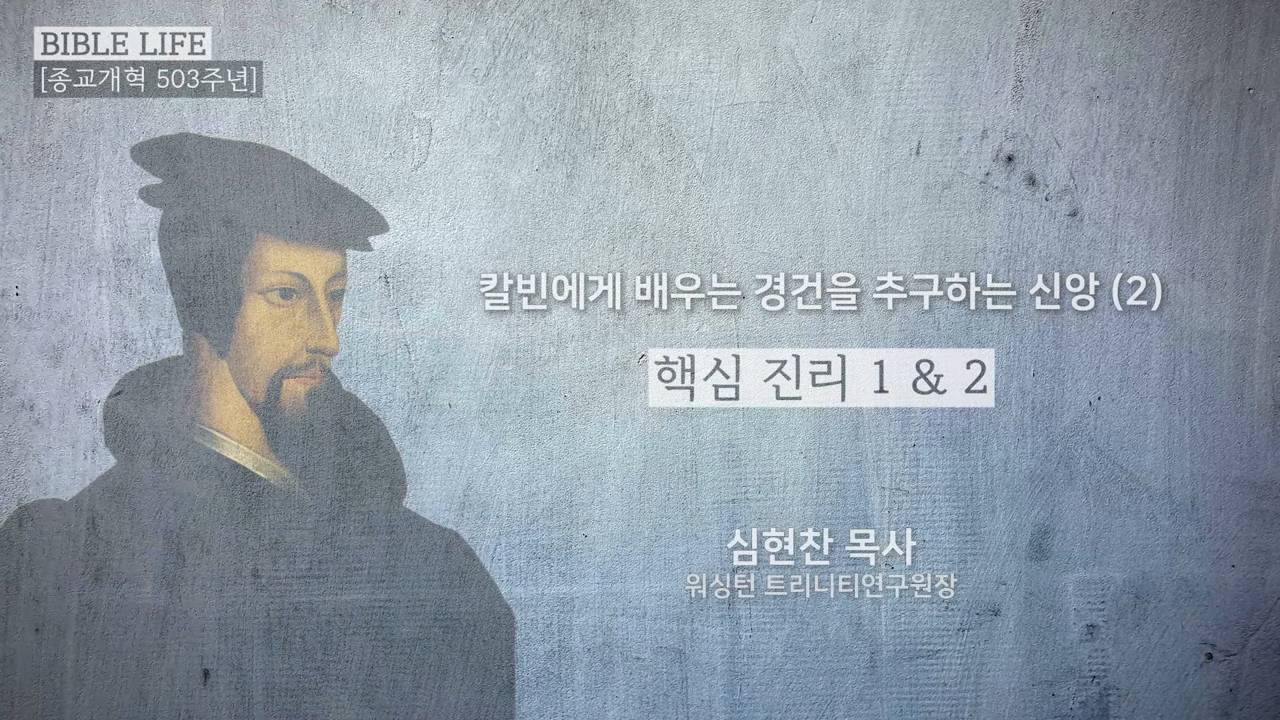 BIBLE LIFE
[종교개혁 503주년]
칼빈에게 배우는 경건을 추구하는 신앙 (2)
핵심 진리 1 & 2
심현찬 목사
워싱턴 트리니티연구원장